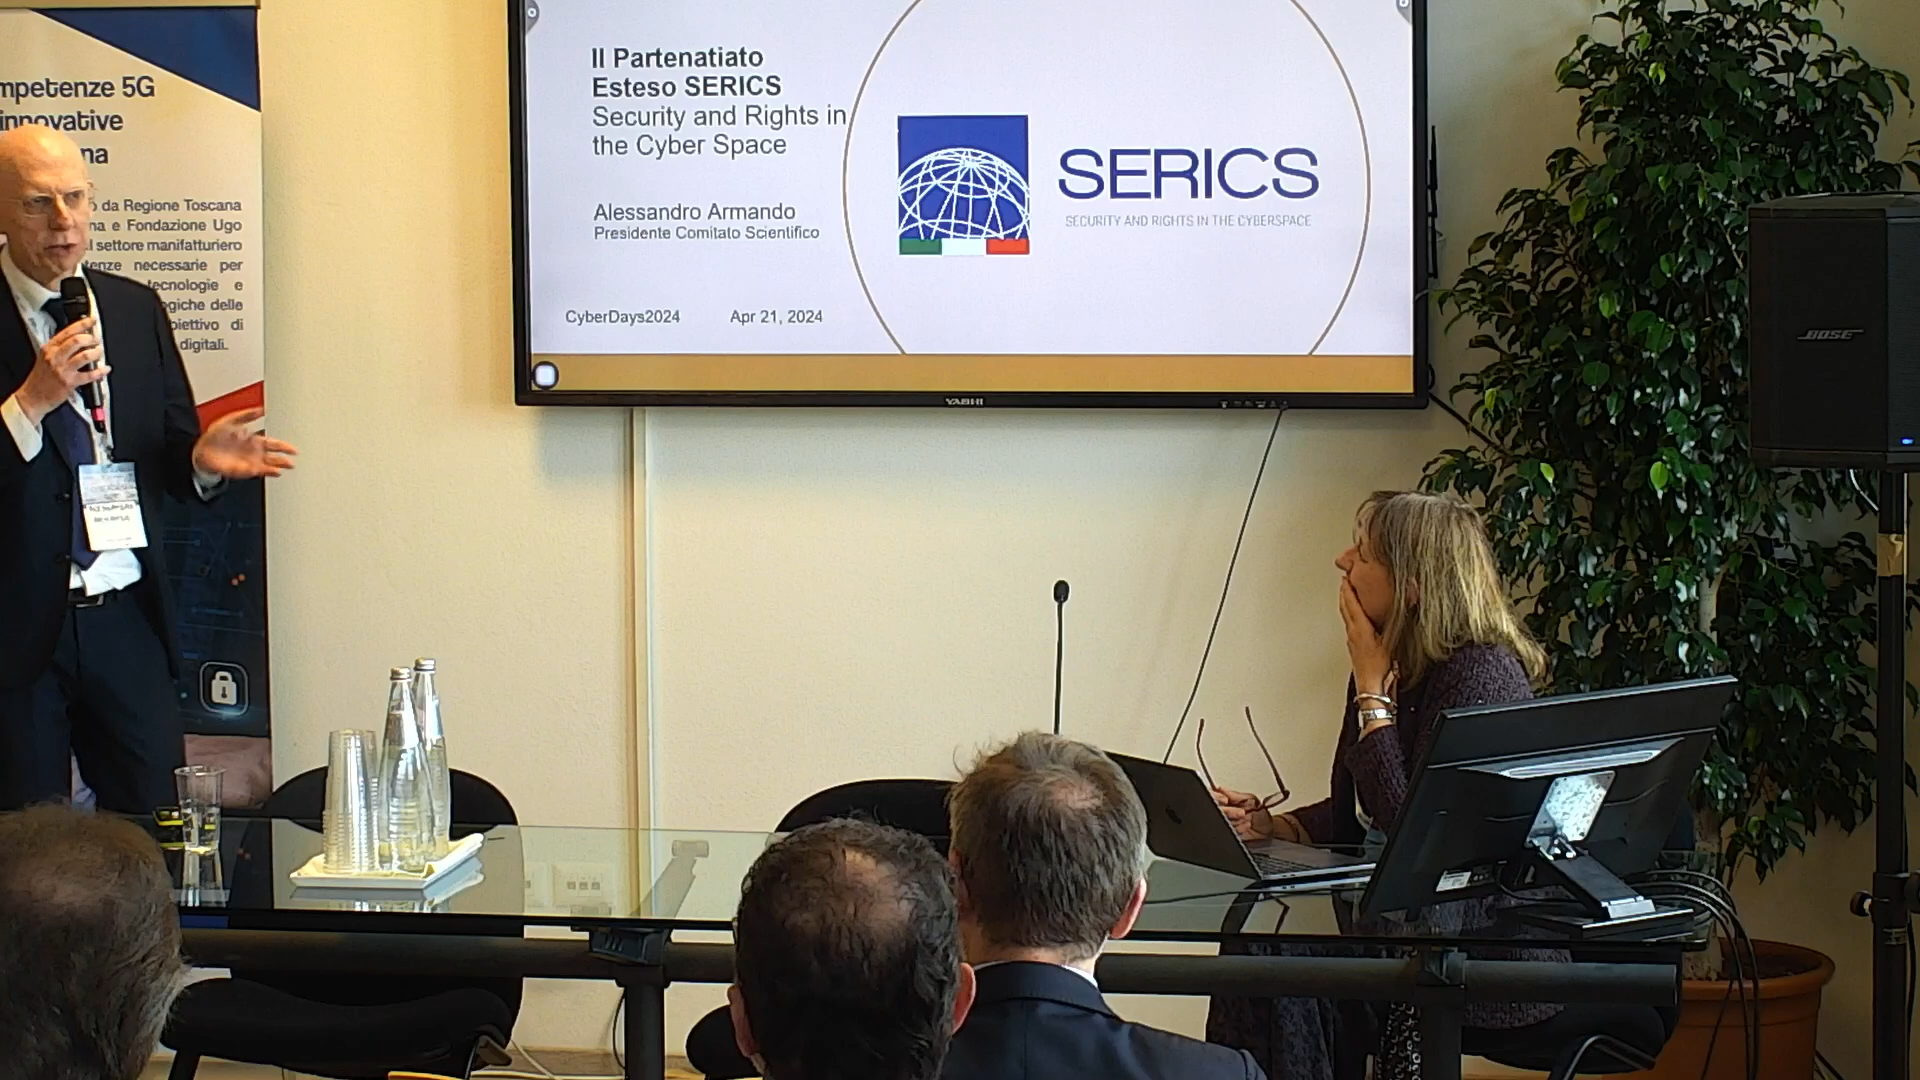 mpetenze 5G
innovative
na
o da Regione Toscana
na e Fondazione Ugo
l settore manifatturiero
tenze necessarie per
tecnologie e
ogiche delle
biettivo di
digitali.
Il Partenatiato
Esteso SERICS
Security and Rights in
the Cyber Space
Alessandro Armando
Presidente Comitato Scientifico
CyberDays2024 Apr 21, 2024
SERICS
SECURITY AND RIGHTS IN THE CYBERSPACE
YASHI
BOSE